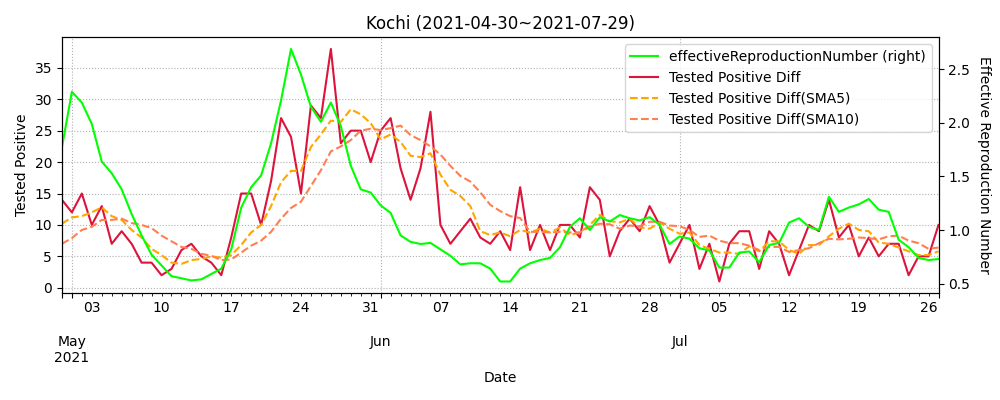 Kochi (2021-04-30~2021-07-29)
effectiveReproductionNumber (right)
Tested Positive Diff
Tested Positive Diff(SMA5)
Tested Positive Diff(SMA10)
Tested Positive
35
30
25
20
15
10
5
0
Effective Reproduction Number
2.5
2.0
1.5
1.0
0.5
03 10 17 24 31 07 14 21 28 05 12 19 26
May Jun Jul
2021
Date